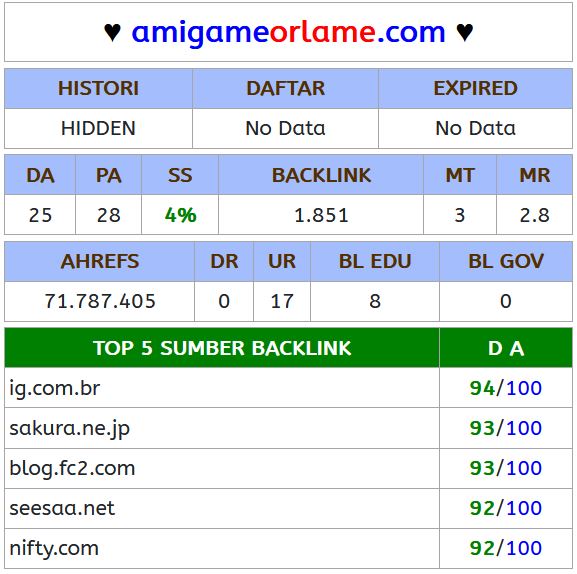 ♥ amigameorlame.com ♥
HISTORI DAFTAR EXPIRED
HIDDEN No Data No Data
DA PA SS BACKLINK MT MR
25 28 4% 1.851 3 2.8
AHREFS DR UR BL EDU BL GOV
71.787.405 0 17 8 0
TOP 5 SUMBER BACKLINK D A
ig.com.br 94/100
sakura.ne.jp 93/100
blog.fc2.com 93/100
seesaa.net 92/100
nifty.com 92/100